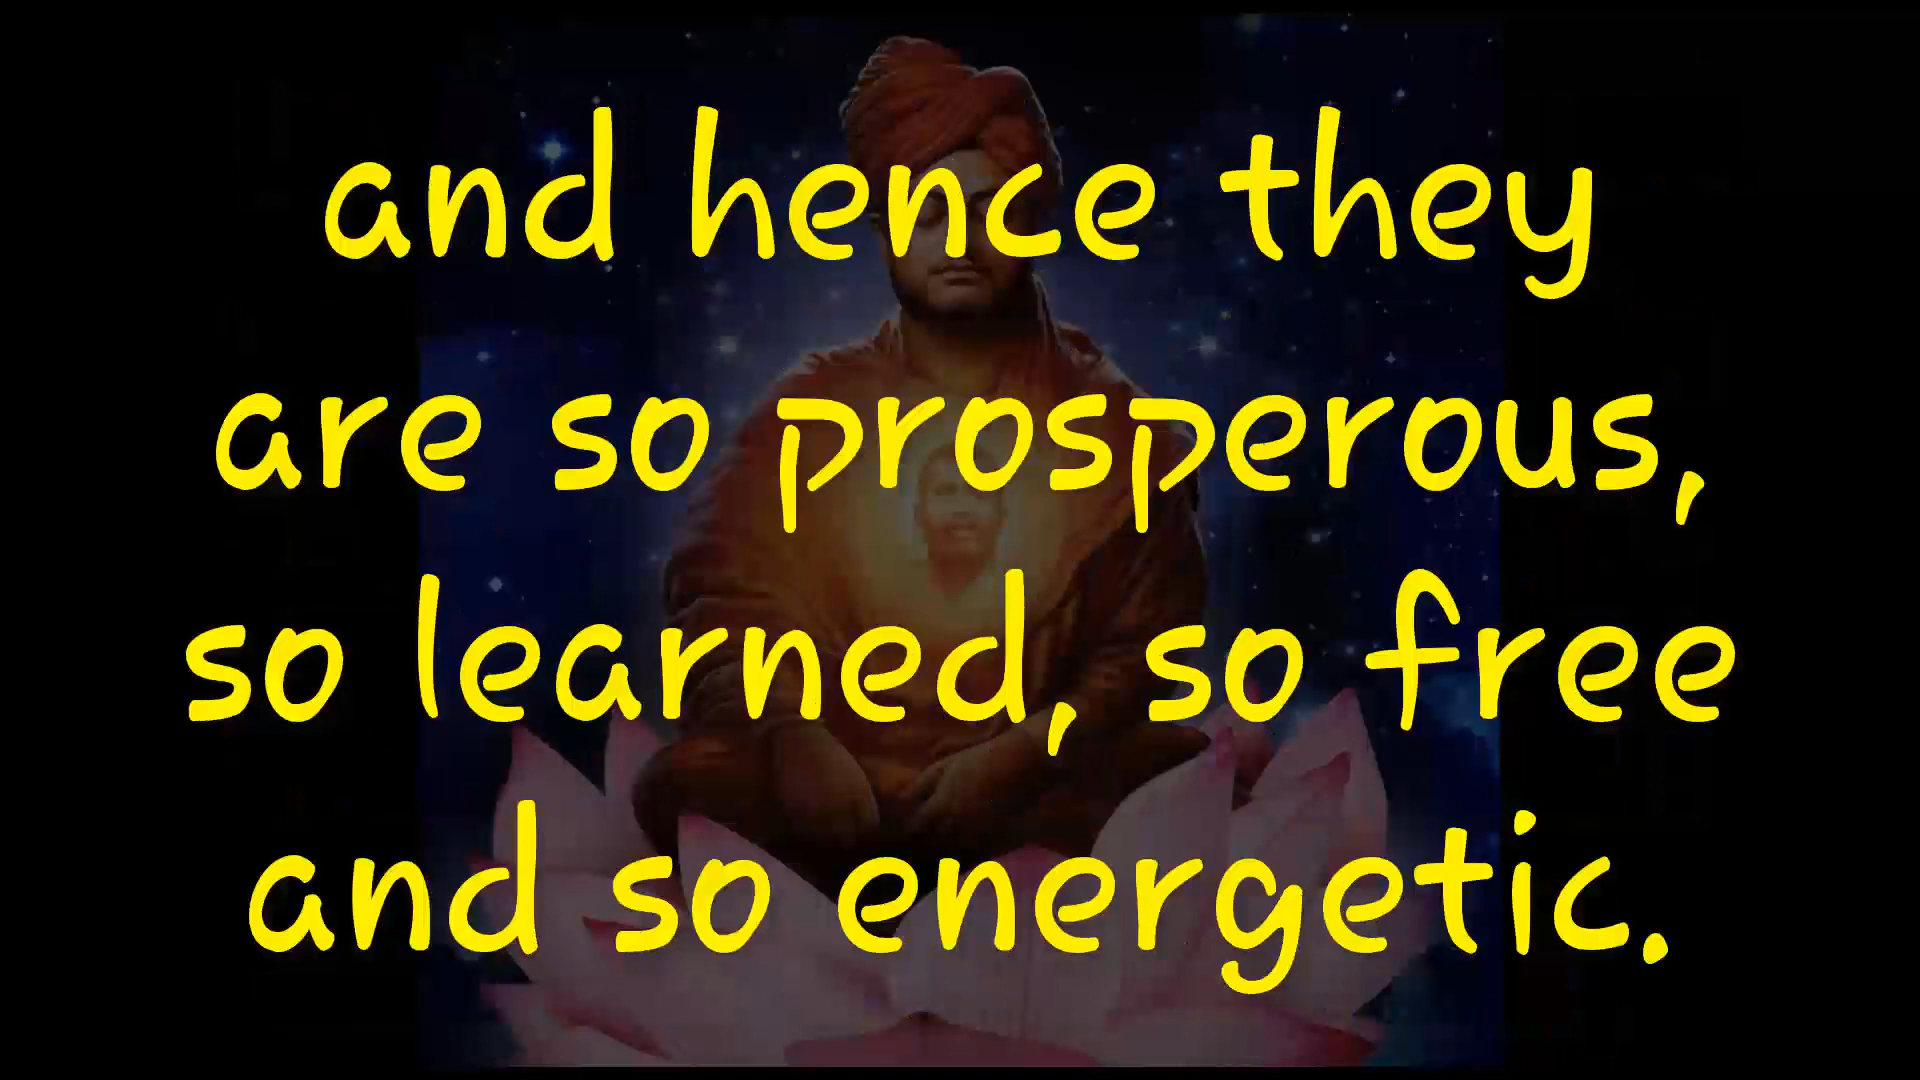 and hence they
are so prosperous,
so learned, so free
and so energetic.